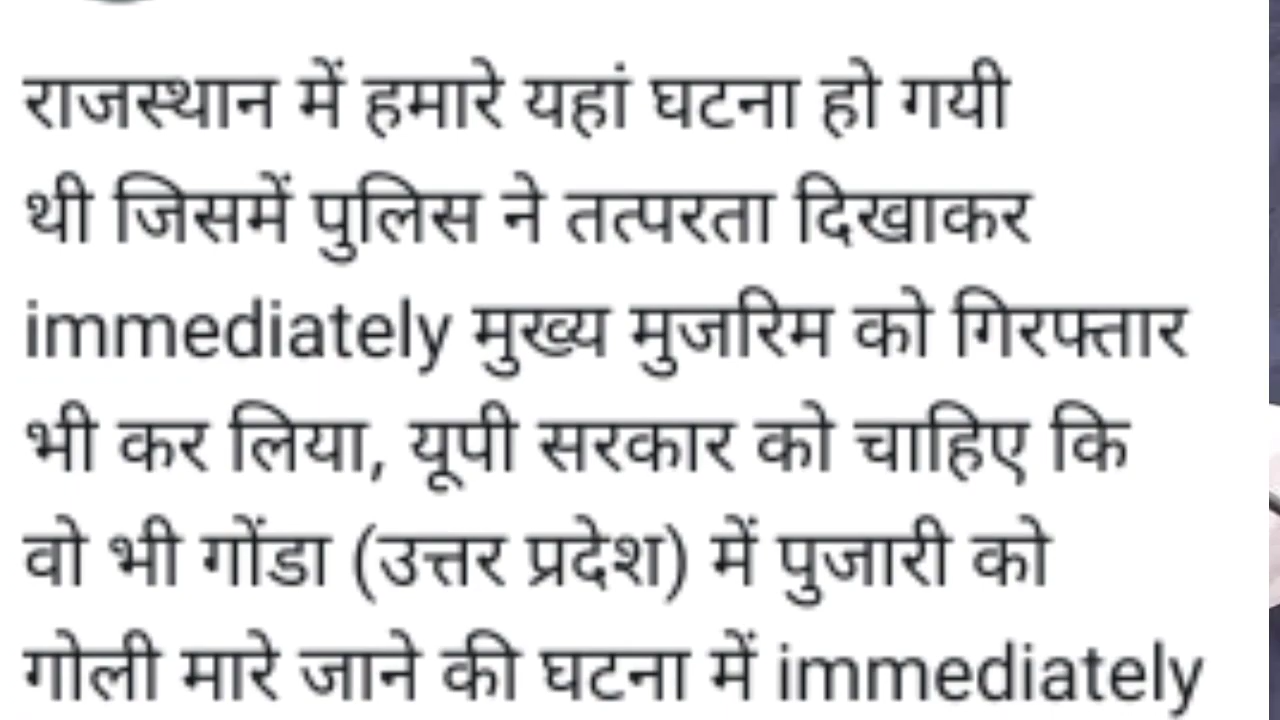 राजस्थान में हमारे यहां घटना हो गयी
थी जिसमें पुलिस ने तत्परता दिखाकर
immediately मुख्य मुजरिम को गिरफ्तार
भी कर लिया, यूपी सरकार को चाहिए कि
वो भी गोंडा (उत्तर प्रदेश) में पुजारी को
गोली मारे जाने की घटना में immediately